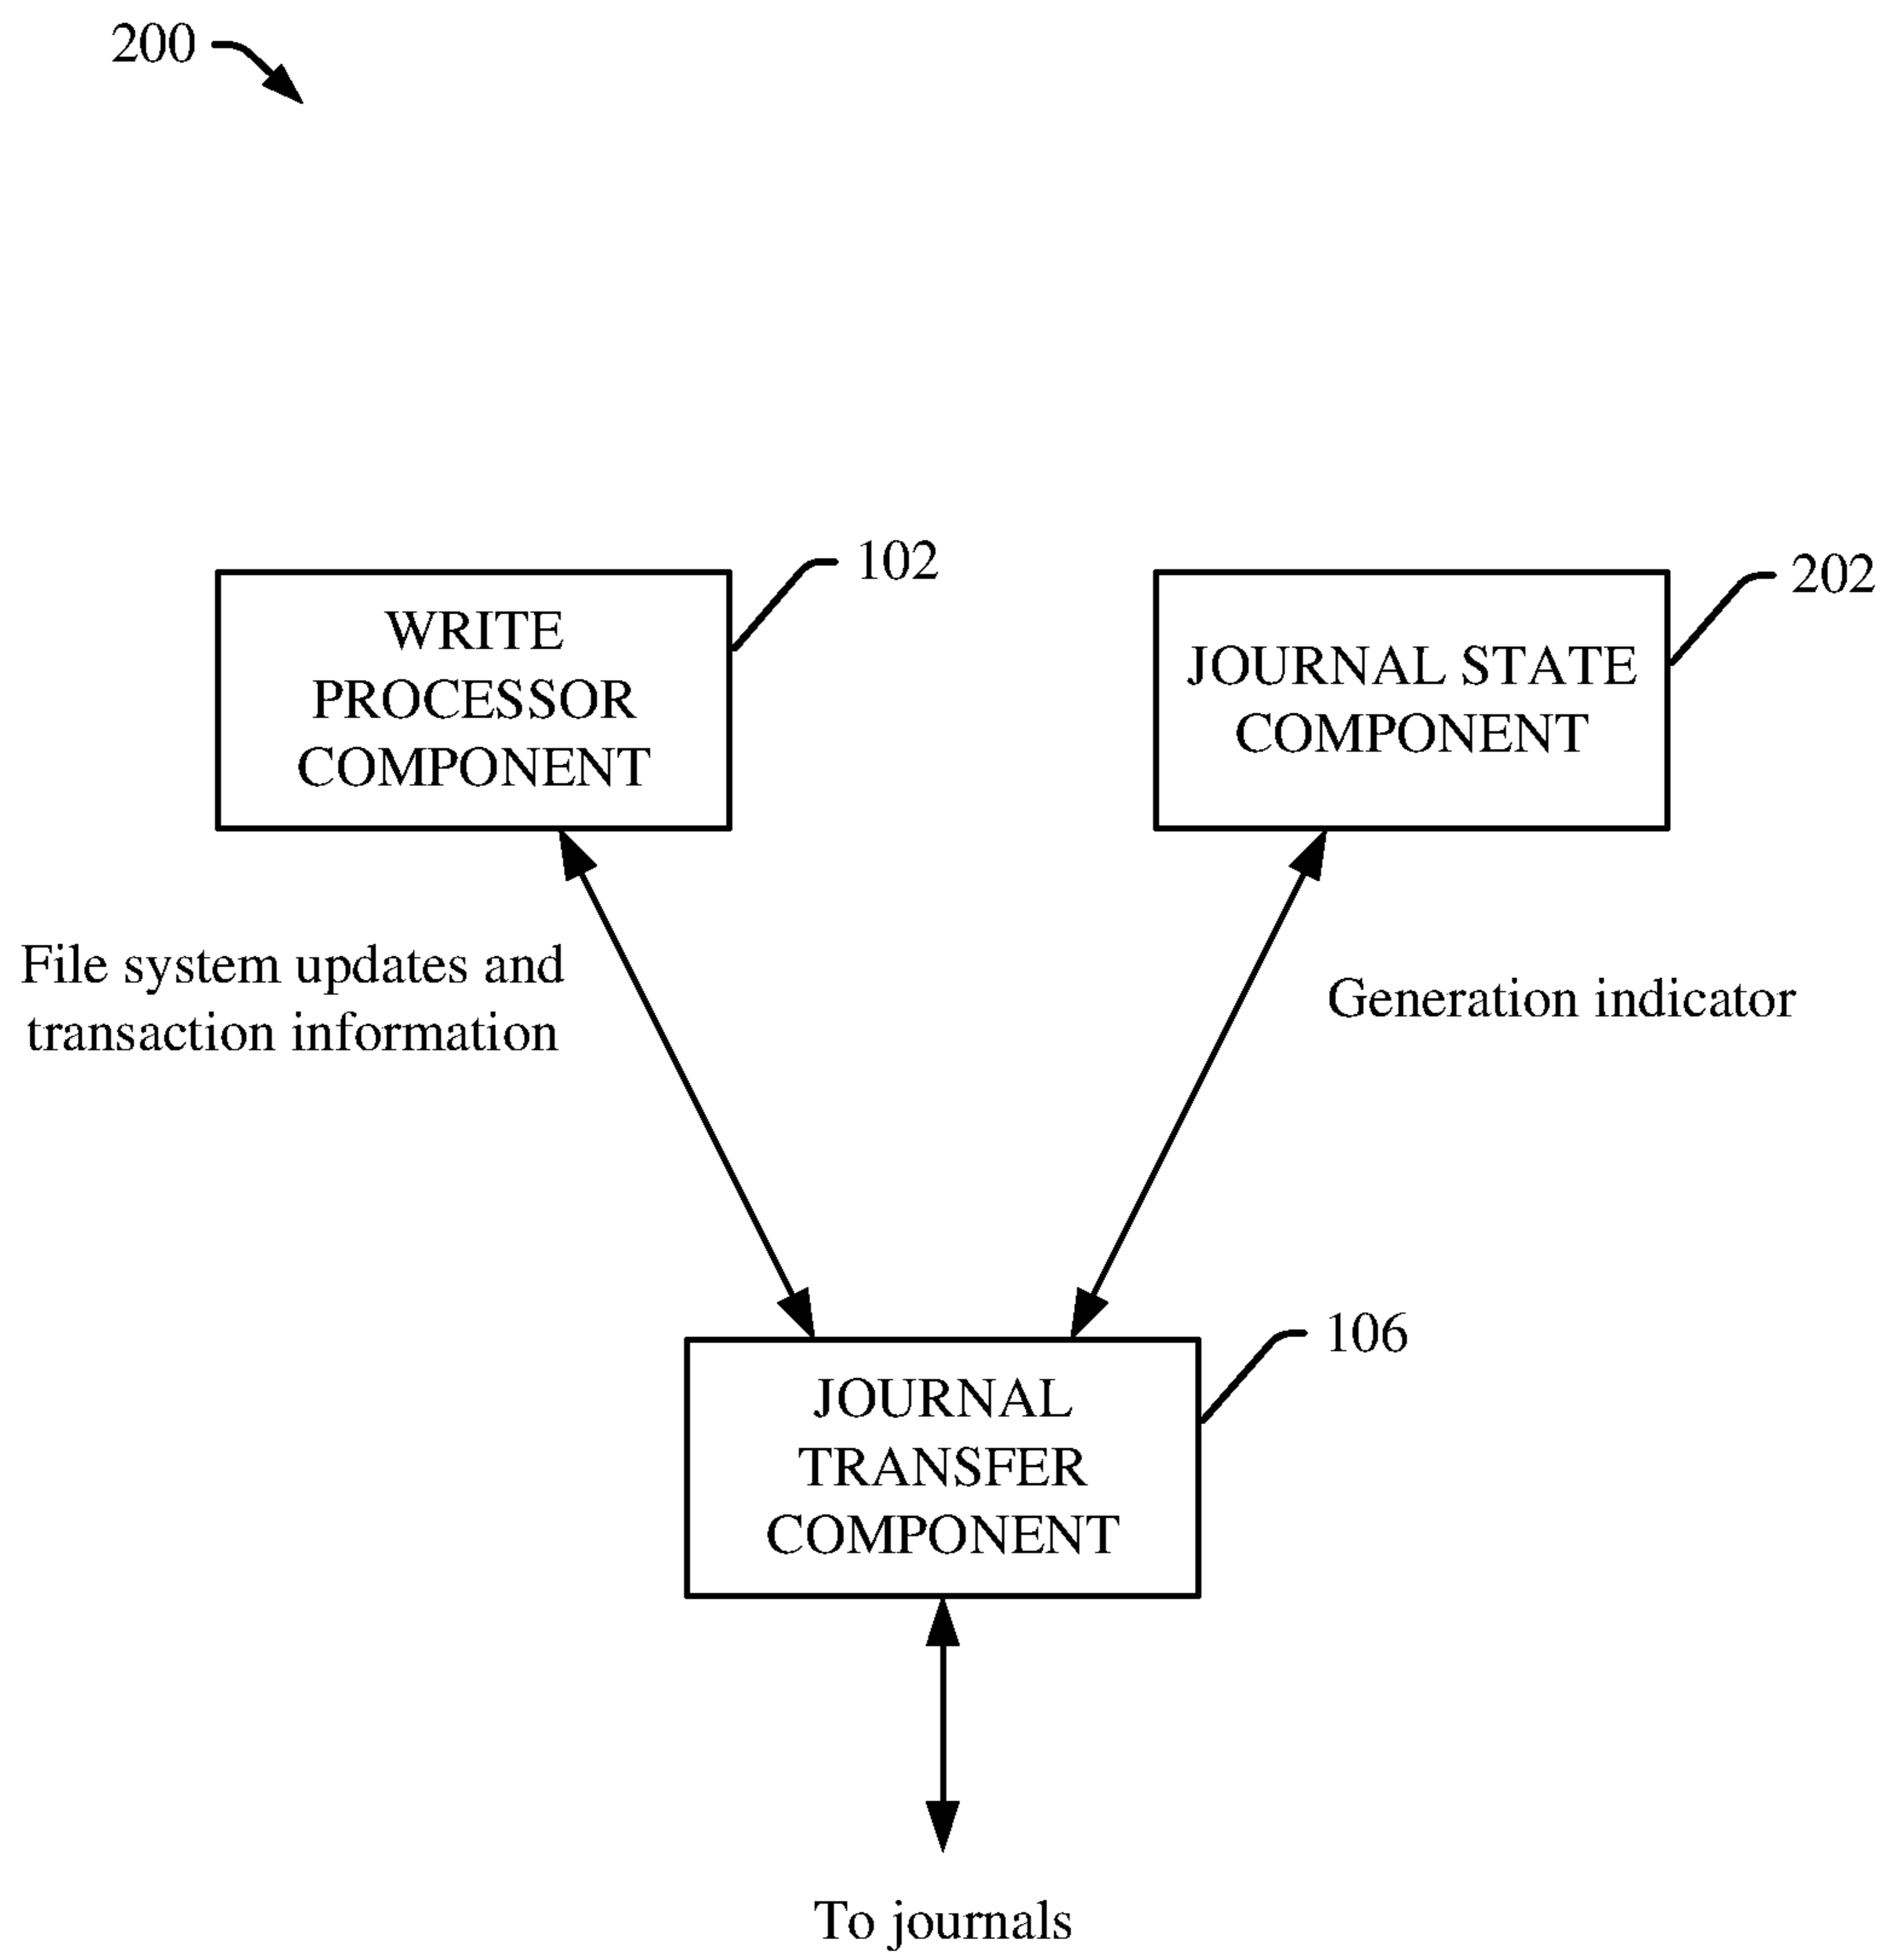 200
102
WRITE
PROCESSOR
COMPONENT
202
JOURNAL STATE
COMPONENT
File system updates and
transaction information
Generation indicator
106
JOURNAL
TRANSFER
COMPONENT
To journals